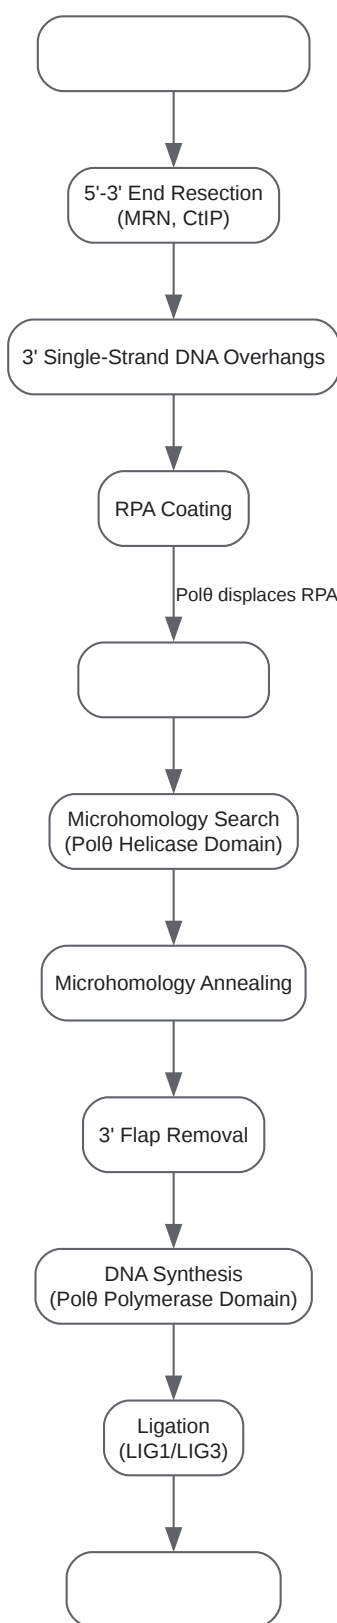 5'-3' End Resection
(MRN, CtIP)
3' Single-Strand DNA Overhangs
RPA Coating
Polθ displaces RPA
Microhomology Search
(Polθ Helicase Domain)
Microhomology Annealing
3' Flap Removal
DNA Synthesis
(Polθ Polymerase Domain)
Ligation
(LIG1/LIG3)